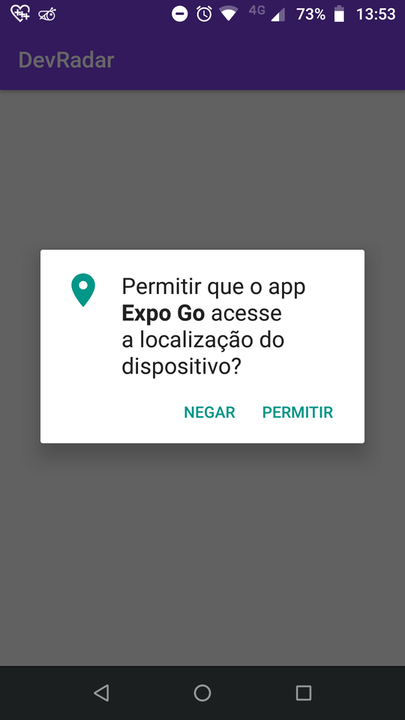 4G 73% 13:53
DevRadar
Permitir que o app
Expo Go acesse
a localização do
dispositivo?
NEGAR PERMITIR